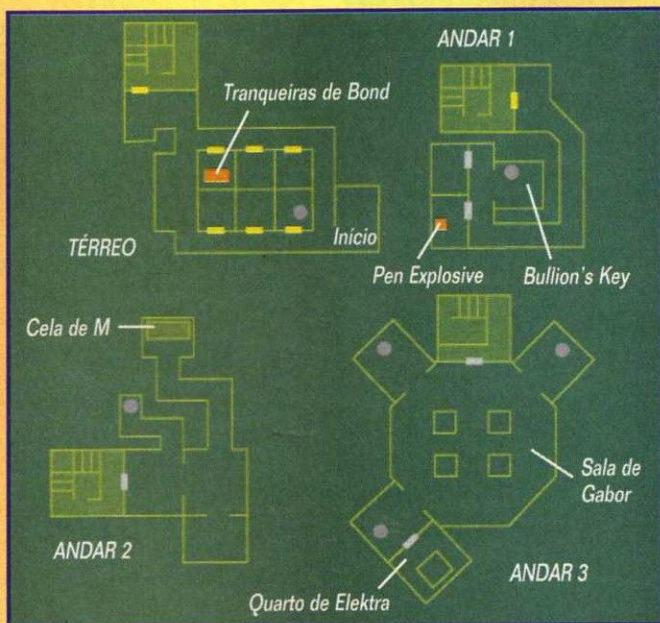 ANDAR 1
Tranqueiras de Bond
TÉRREO
Início
Pen Explosive
Bullion's Key
Cela de M
ANDAR 2
Sala de
Gabor
ANDAR 3
Quarto de Elektra